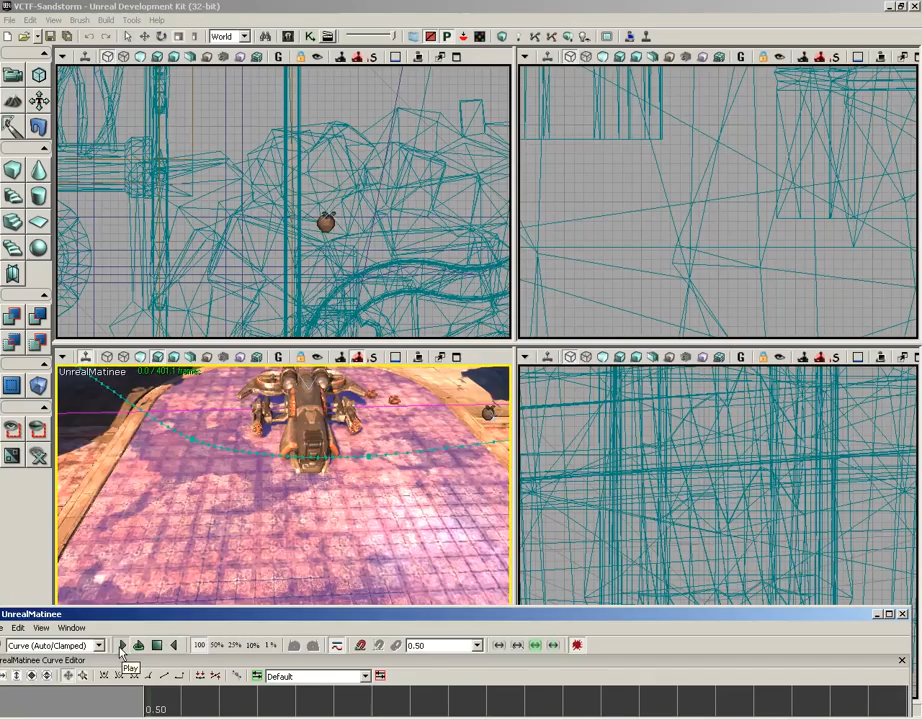 VCTF-Sandstorm - Unreal Development Kit (32-bit)
File Edit View Brush Build Tools Help
World
G
G
UnrealMatinee 0.0 / 401.1 frames
G
G
UnrealMatinee
Edit View Window
Curve (Auto/Clamped) 100 50% 25% 10% 1% 0.50
Play
realMatinee Curve Editor
Default
0.50